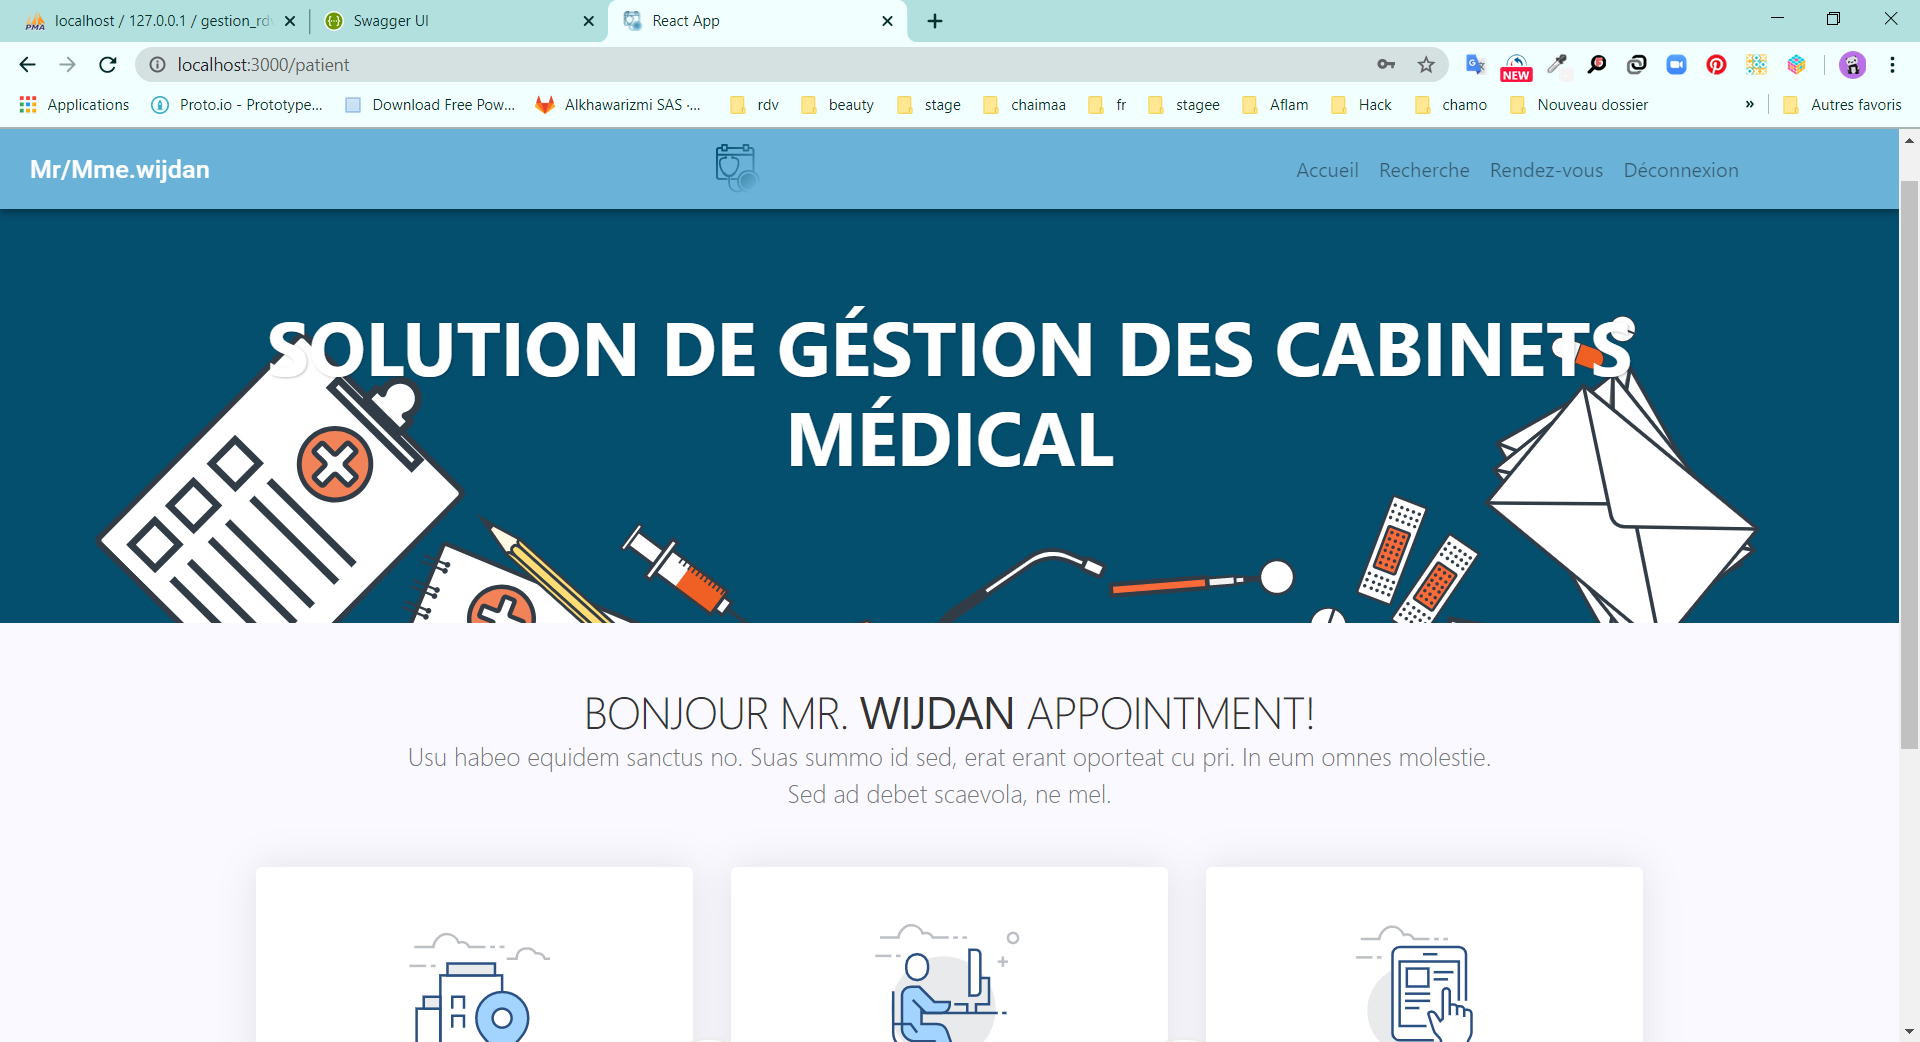 localhost / 127.0.0.1 / gestion_rdv
Swagger UI
React App
localhost:3000/patient
NEW
Applications
Proto.io - Prototype...
Download Free Pow...
Alkhawarizmi SAS ·...
rdv
beauty
stage
chaimaa
fr
stagee
Aflam
Hack
chamo
Nouveau dossier
»
Autres favoris
Mr/Mme.wijdan
Accueil
Recherche
Rendez-vous
Déconnexion
SOLUTION DE GÉSTION DES CABINETS
MÉDICAL
BONJOUR MR. WIJDAN APPOINTMENT!
Usu habeo equidem sanctus no. Suas summo id sed, erat erant oporteat cu pri. In eum omnes molestie.
Sed ad debet scaevola, ne mel.